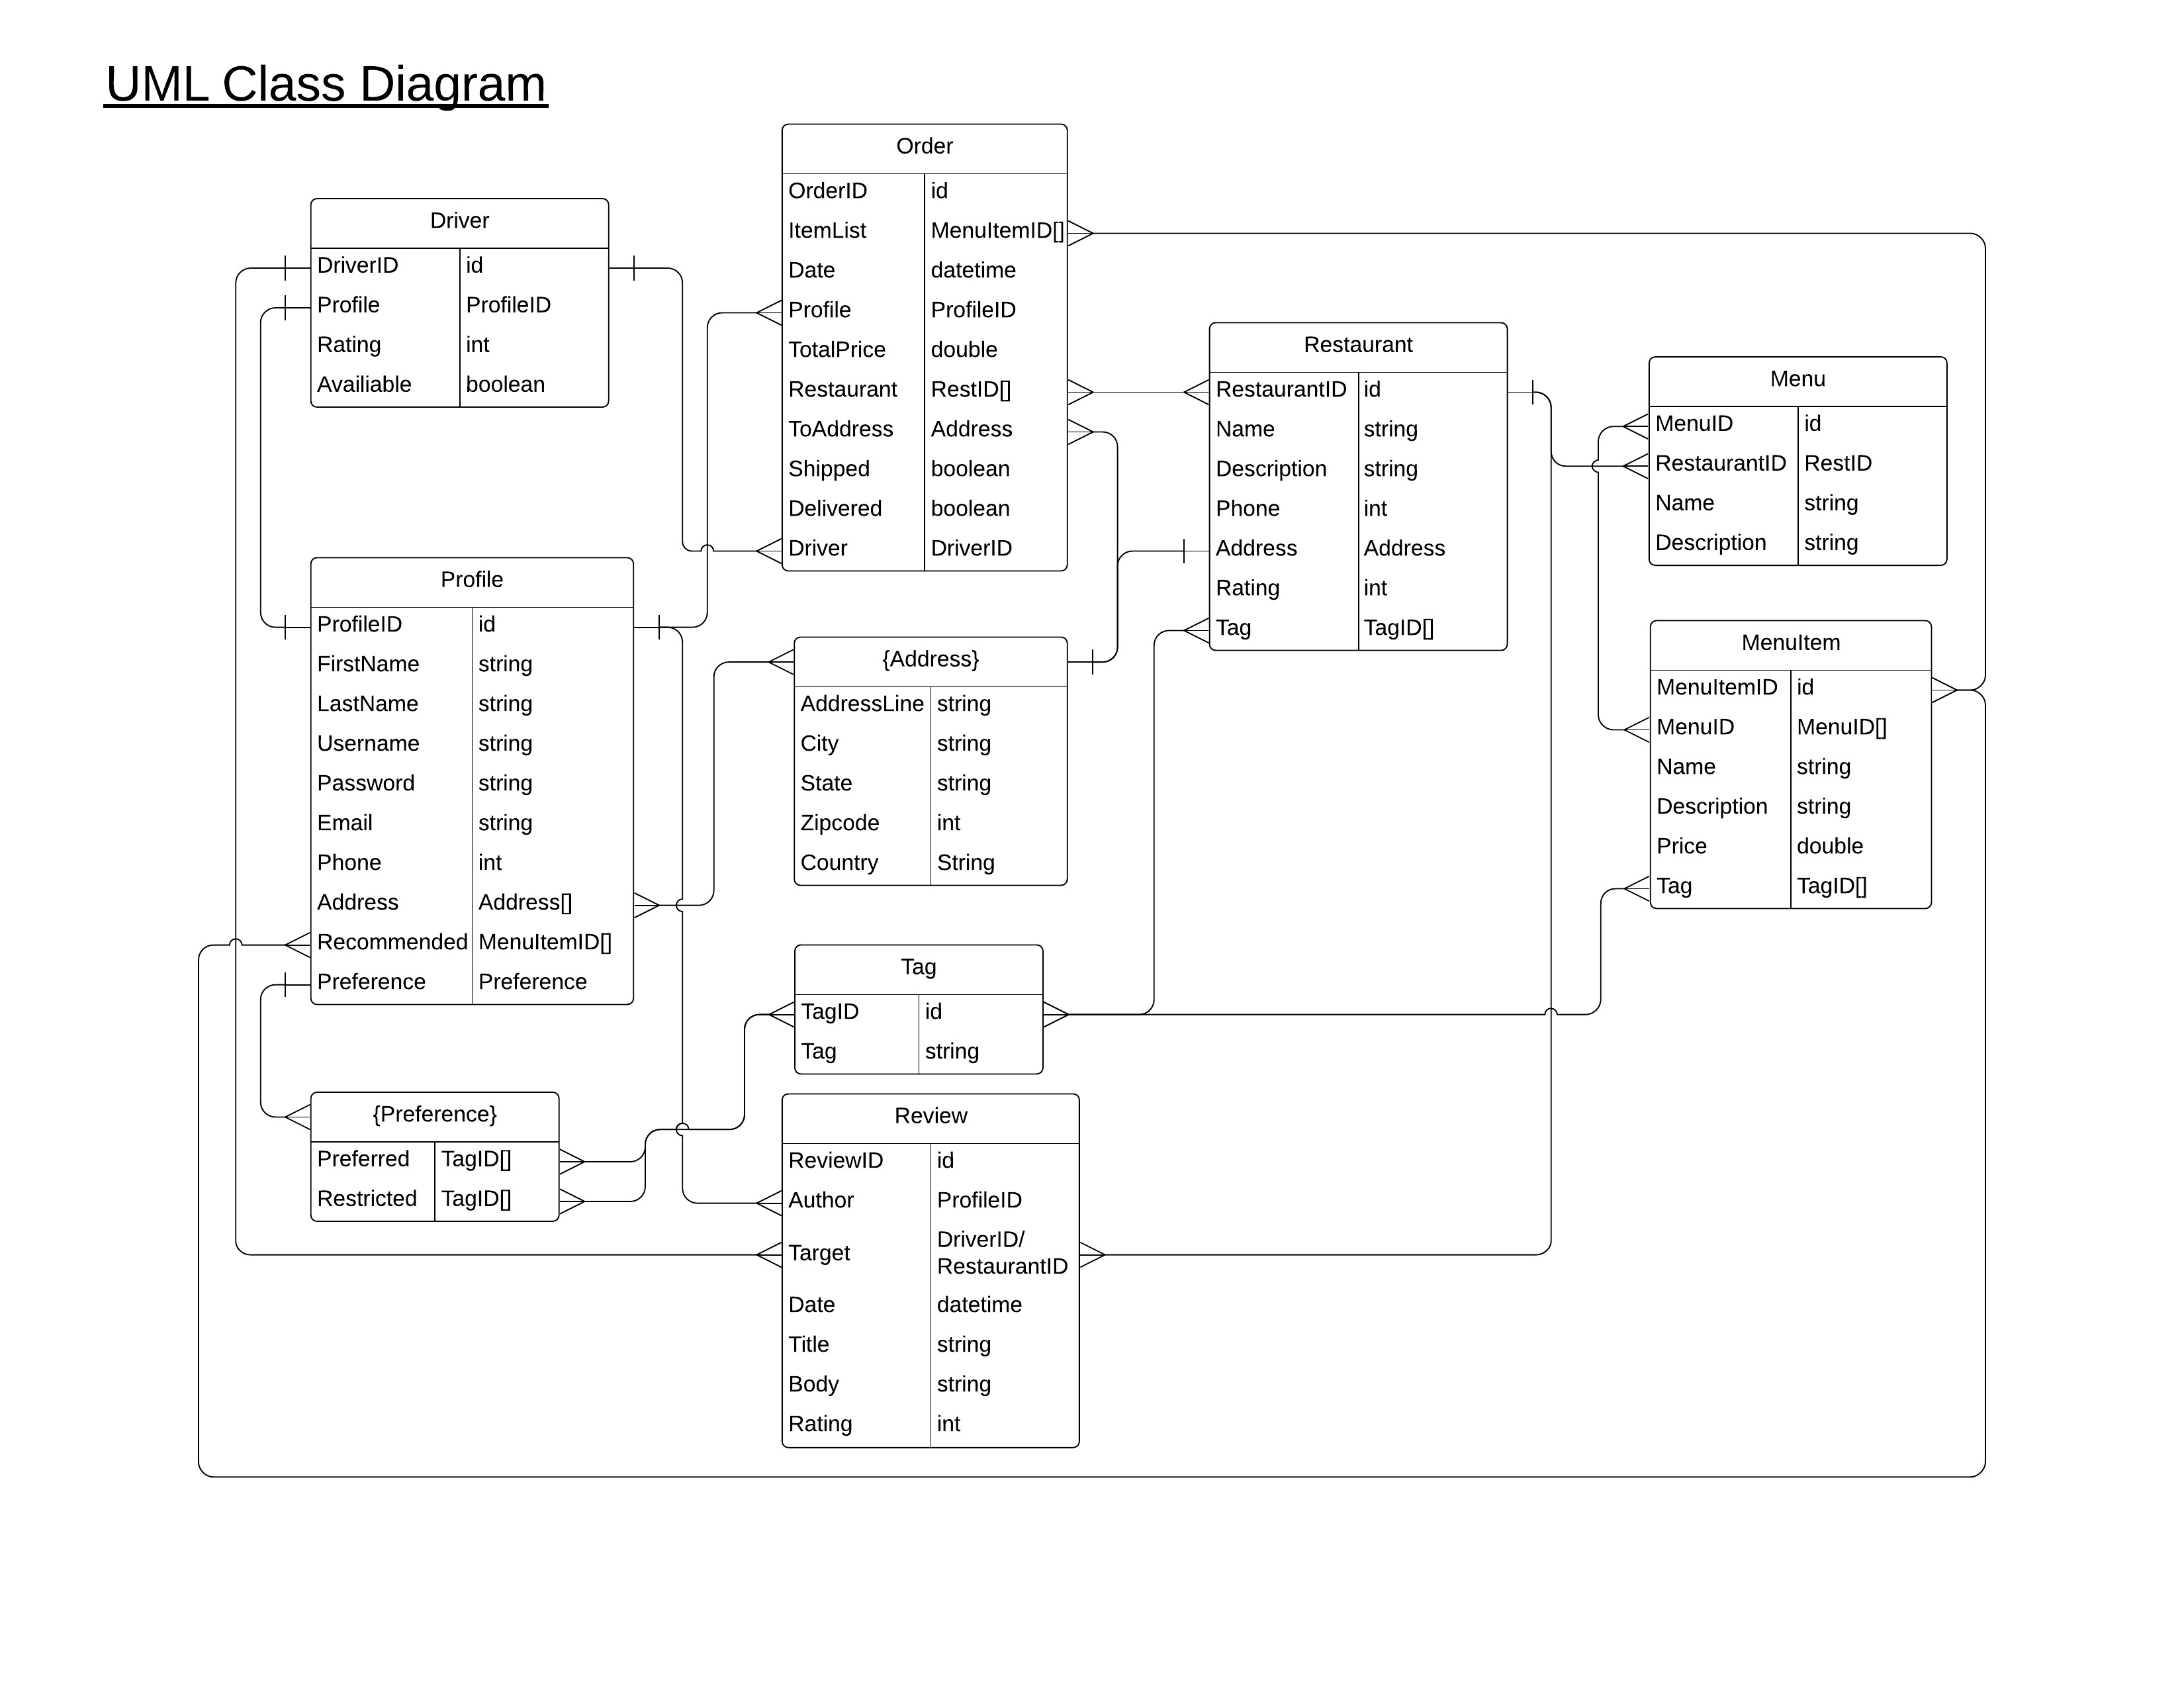 UML Class Diagram
Order
OrderID id
ItemList MenuItemID[]
Date datetime
Profile ProfileID
TotalPrice double
Restaurant RestID[]
ToAddress Address
Shipped boolean
Delivered boolean
Driver DriverID
Driver
DriverID id
Profile ProfileID
Rating int
Availiable boolean
Restaurant
RestaurantID id
Name string
Description string
Phone int
Address Address
Rating int
Tag TagID[]
Menu
MenuID id
RestaurantID RestID
Name string
Description string
Profile
ProfileID id
FirstName string
LastName string
Username string
Password string
Email string
Phone int
Address Address[]
Recommended MenuItemID[]
Preference Preference
{Address}
AddressLine string
City string
State string
Zipcode int
Country String
MenuItem
MenuItemID id
MenuID MenuID[]
Name string
Description string
Price double
Tag TagID[]
Tag
TagID id
Tag string
{Preference}
Preferred TagID[]
Restricted TagID[]
Review
ReviewID id
Author ProfileID
Target DriverID/
RestaurantID
Date datetime
Title string
Body string
Rating int